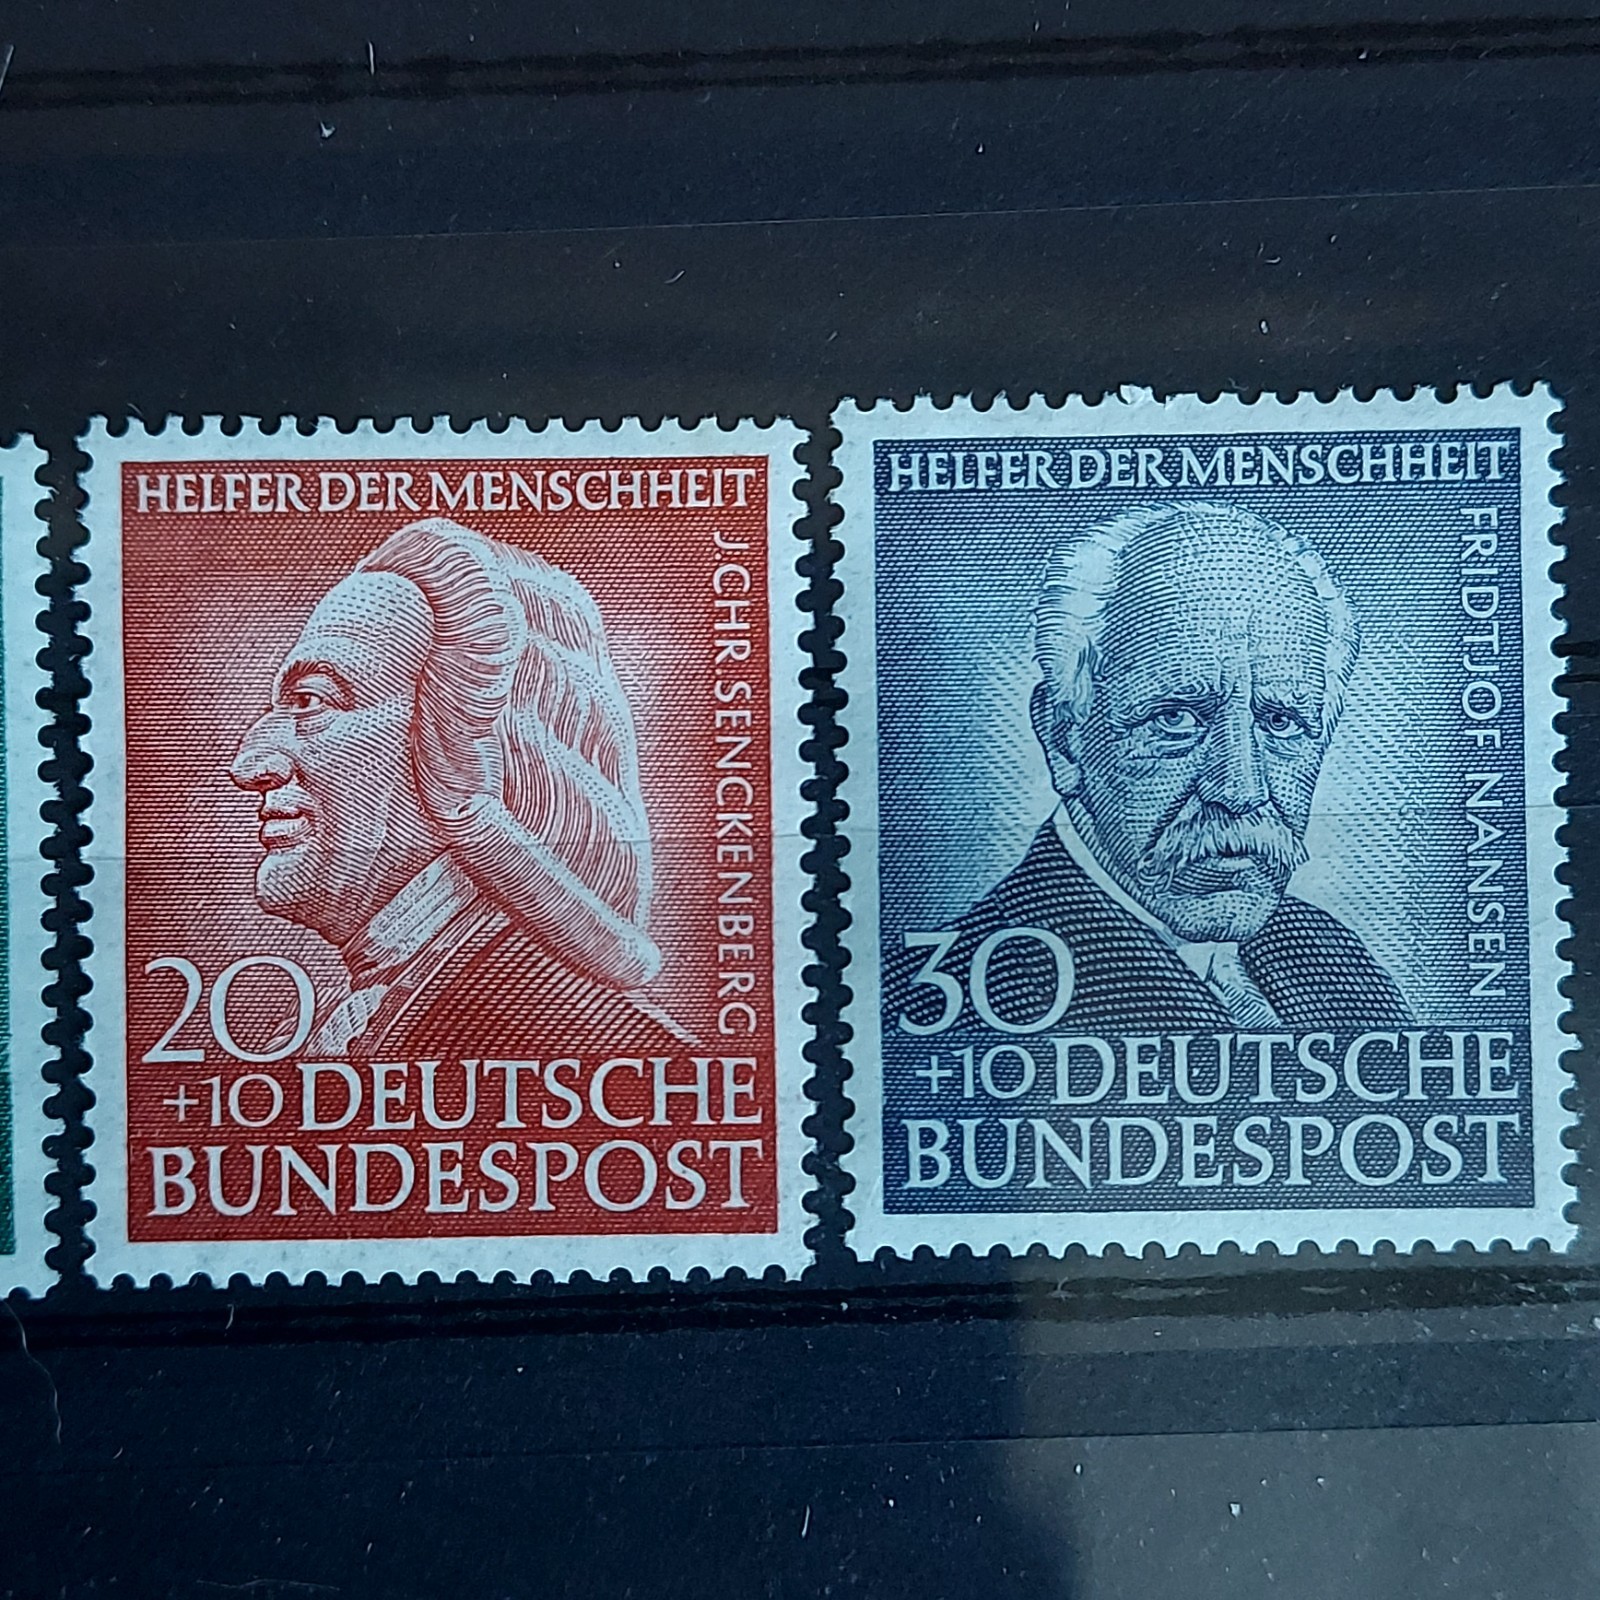 HELFER DER MENSCHHEIT
J. CHR. SENCKENBERG
20
+10 DEUTSCHE
BUNDESPOST
HELFER DER MENSCHHEIT
FRIDTJOF NANSEN
30
+10 DEUTSCHE
BUNDESPOST